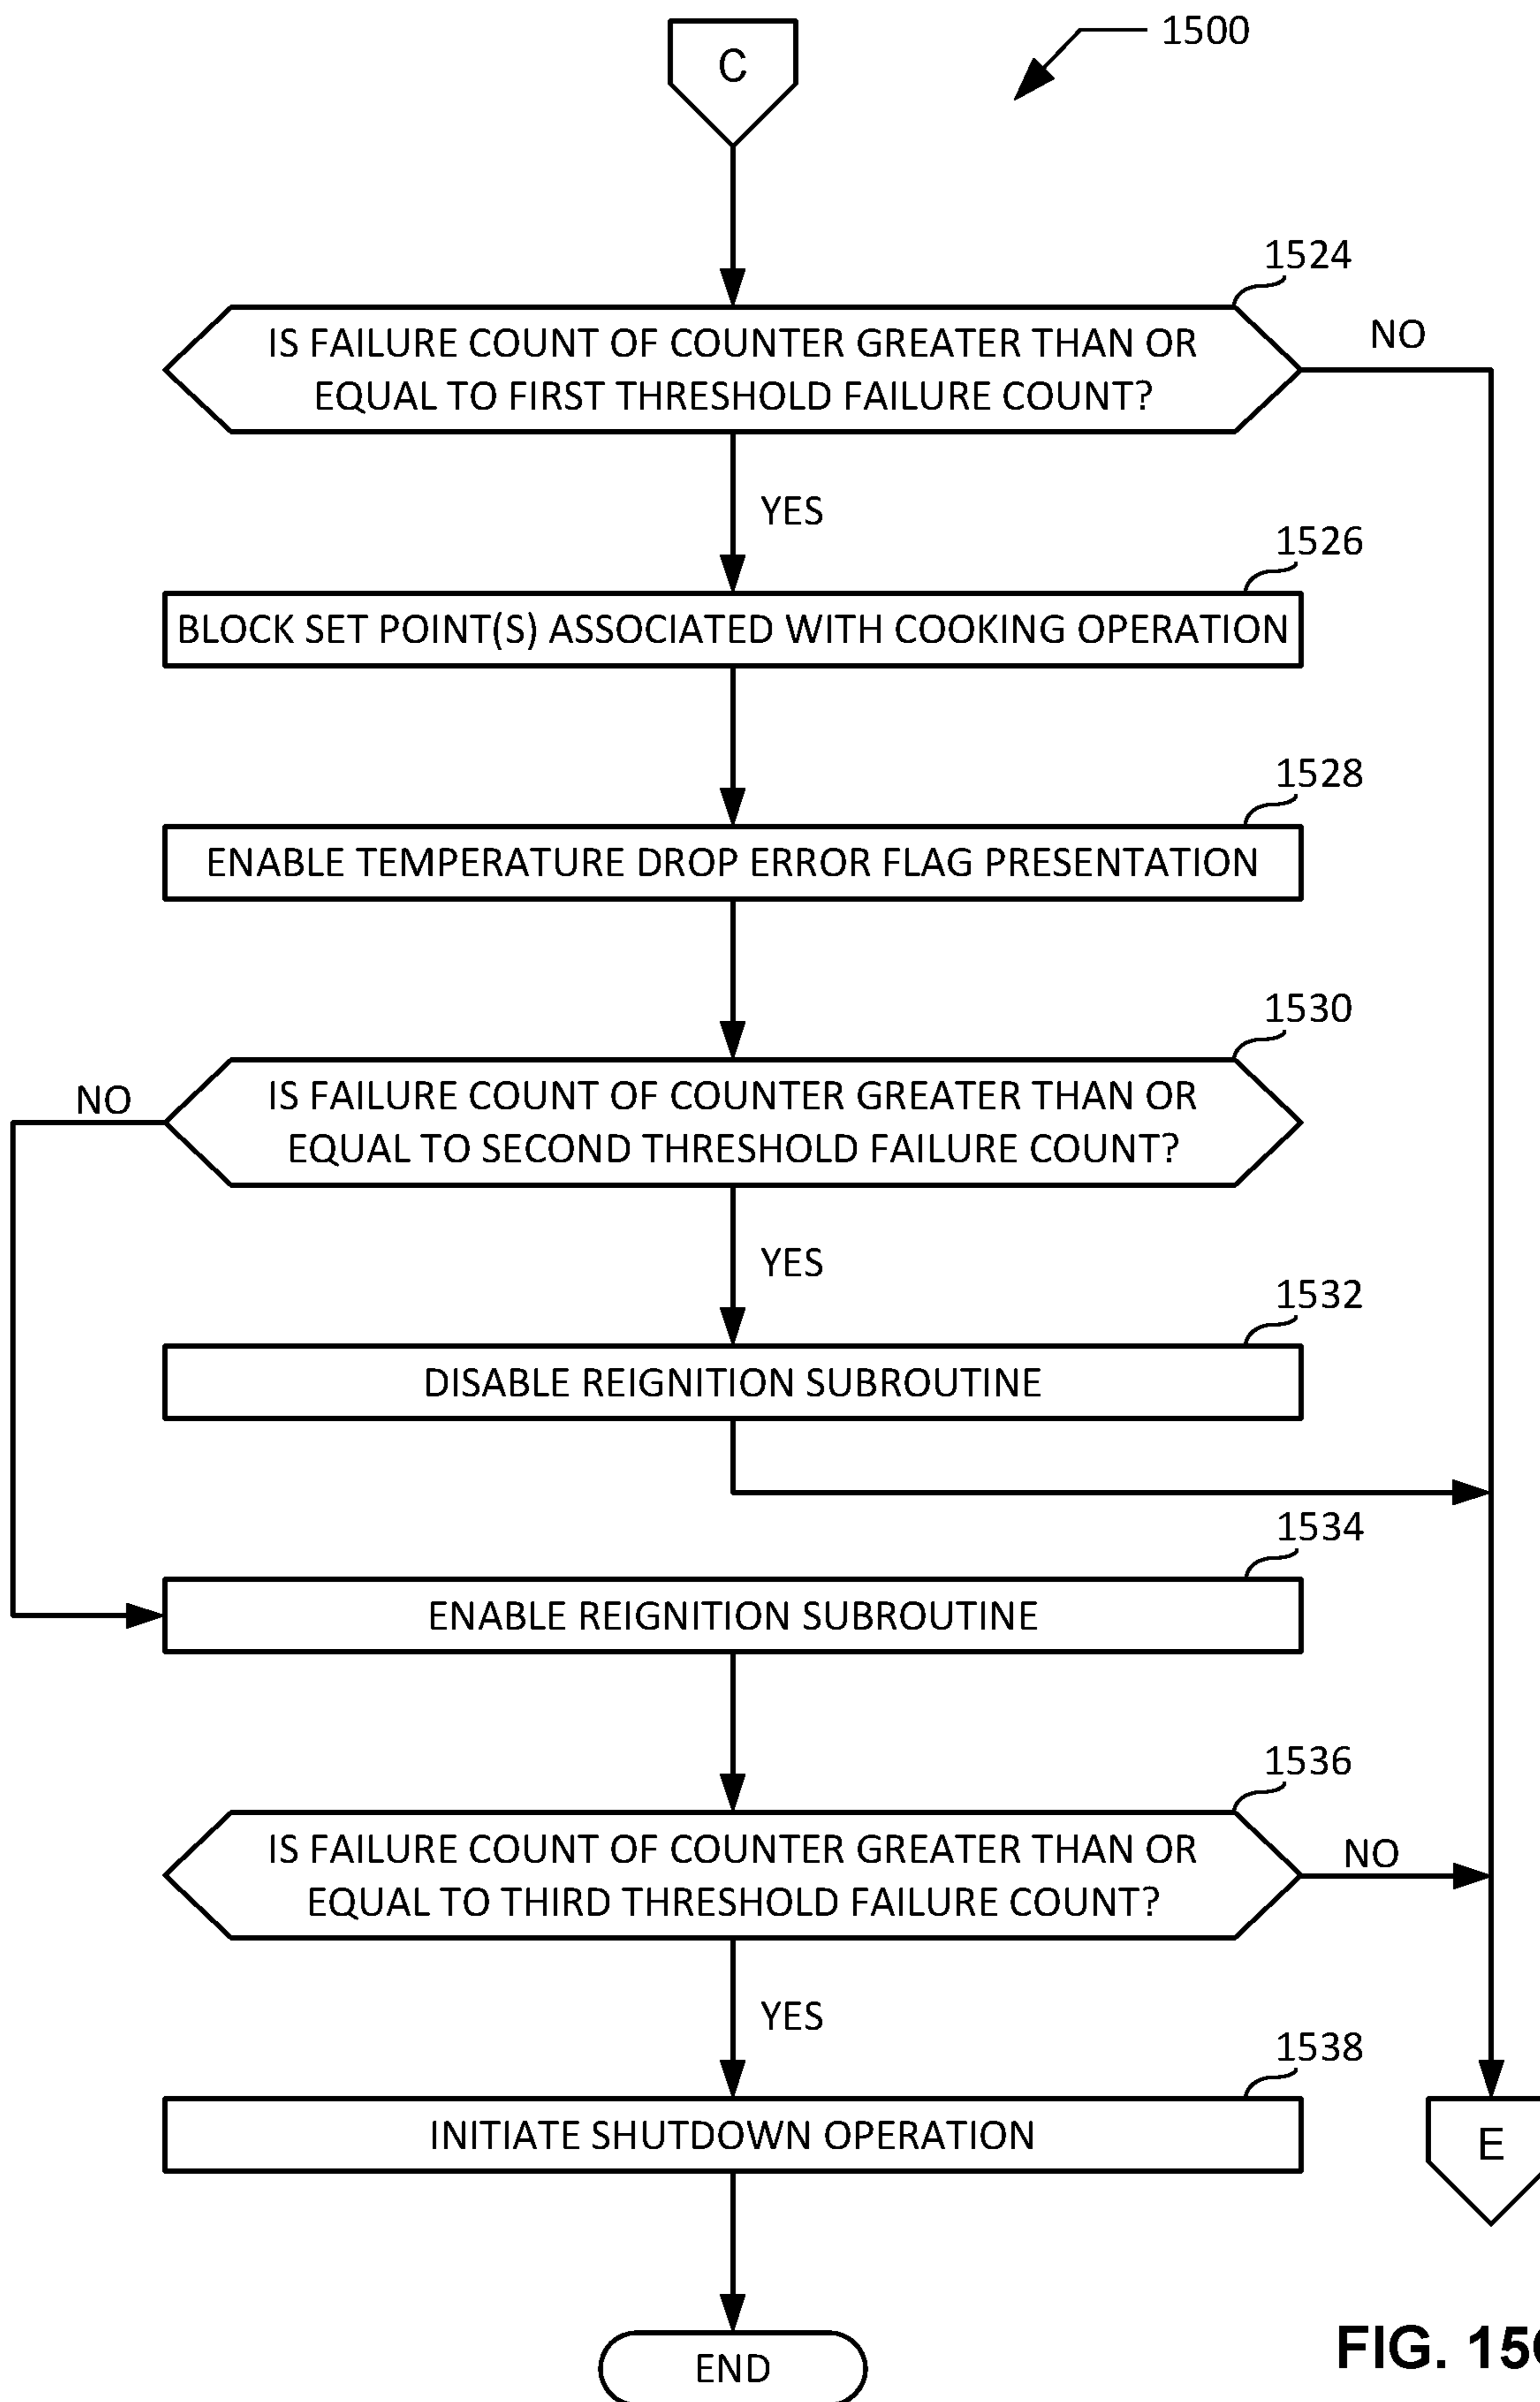 C
1500
1524
IS FAILURE COUNT OF COUNTER GREATER THAN OR
EQUAL TO FIRST THRESHOLD FAILURE COUNT?
NO
YES
1526
BLOCK SET POINT(S) ASSOCIATED WITH COOKING OPERATION
1528
ENABLE TEMPERATURE DROP ERROR FLAG PRESENTATION
1530
NO
IS FAILURE COUNT OF COUNTER GREATER THAN OR
EQUAL TO SECOND THRESHOLD FAILURE COUNT?
YES
1532
DISABLE REIGNITION SUBROUTINE
1534
ENABLE REIGNITION SUBROUTINE
1536
IS FAILURE COUNT OF COUNTER GREATER THAN OR
EQUAL TO THIRD THRESHOLD FAILURE COUNT?
NO
YES
1538
INITIATE SHUTDOWN OPERATION
E
END
FIG.